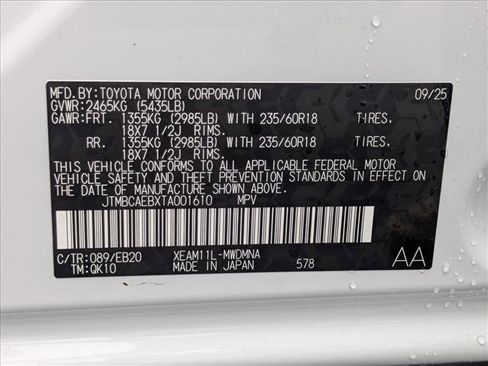 MFD.BY:TOYOTA MOTOR CORPORATION 09/25
GVWR:2465KG (5435LB)
GAWR:FRT. 1355KG (2985LB) WITH 235/60R18 TIRES.
18X7 1/2J RIMS.
RR. 1355KG (2985LB) WITH 235/60R18 TIRES.
18X7 1/2J RIMS.
THIS VEHICLE CONFORMS TO ALL APPLICABLE FEDERAL MOTOR
VEHICLE SAFETY AND THEFT PREVENTION STANDARDS IN EFFECT ON
THE DATE OF MANUFACTURE SHOWN ABOVE.
JTMBCAEBXTA001610 MPV
C/TR:089/EB20 XEAM11L-MWDMNA
TM:QK10 MADE IN JAPAN 578 AA